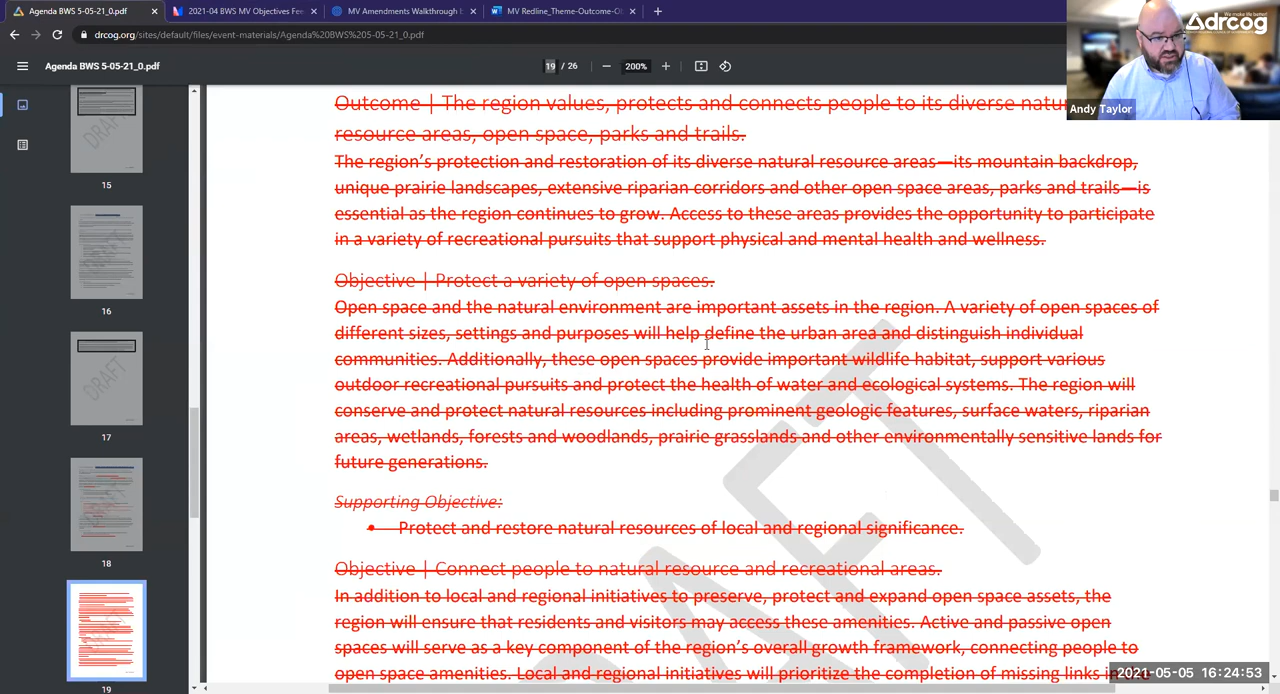 Agenda BWS 5-05-21_0.pdf
2021-04 BWS MV Objectives Fee
MV Amendments Walkthrough b
MV Redline_Theme-Outcome-Ob
drcog.org/sites/default/files/event-materials/Agenda%20BWS%205-05-21_0.pdf
We make life better!
drcog
Andy Taylor
Agenda BWS 5-05-21_0.pdf
19 / 26
200%
15
16
17
18
19
DRAFT
Outcome | The region values, protects and connects people to its diverse natu
resource areas, open space, parks and trails.
The region's protection and restoration of its diverse natural resource areas—its mountain backdrop,
unique prairie landscapes, extensive riparian corridors and other open space areas, parks and trails—is
essential as the region continues to grow. Access to these areas provides the opportunity to participate
in a variety of recreational pursuits that support physical and mental health and wellness.
Objective | Protect a variety of open spaces.
Open space and the natural environment are important assets in the region. A variety of open spaces of
different sizes, settings and purposes will help define the urban area and distinguish individual
communities. Additionally, these open spaces provide important wildlife habitat, support various
outdoor recreational pursuits and protect the health of water and ecological systems. The region will
conserve and protect natural resources including prominent geologic features, surface waters, riparian
areas, wetlands, forests and woodlands, prairie grasslands and other environmentally sensitive lands for
future generations.
Supporting Objective:
• Protect and restore natural resources of local and regional significance.
Objective | Connect people to natural resource and recreational areas.
In addition to local and regional initiatives to preserve, protect and expand open space assets, the
region will ensure that residents and visitors may access these amenities. Active and passive open
spaces will serve as a key component of the region's overall growth framework, connecting people to
open space amenities. Local and regional initiatives will prioritize the completion of missing links in
2021-05-05 16:24:53